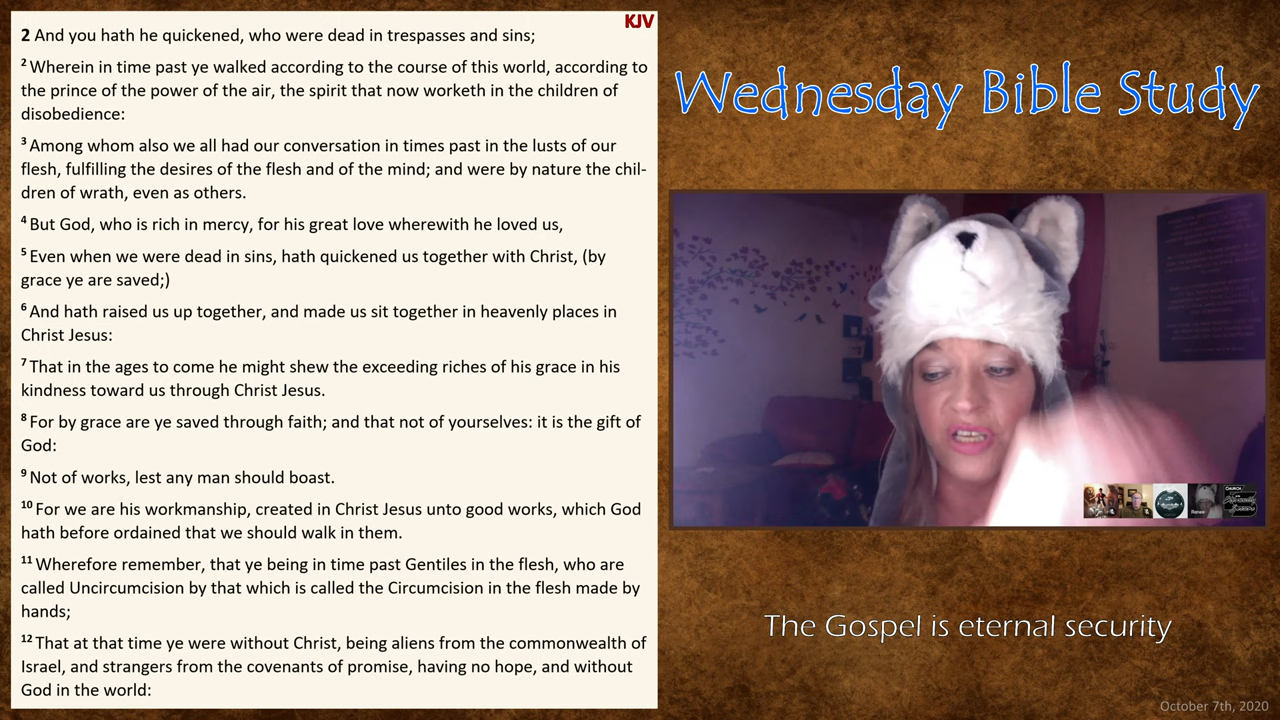 KJV
2 And you hath he quickened, who were dead in trespasses and sins;
2 Wherein in time past ye walked according to the course of this world, according to
the prince of the power of the air, the spirit that now worketh in the children of
disobedience:
3 Among whom also we all had our conversation in times past in the lusts of our
flesh, fulfilling the desires of the flesh and of the mind; and were by nature the chil-
dren of wrath, even as others.
4 But God, who is rich in mercy, for his great love wherewith he loved us,
5 Even when we were dead in sins, hath quickened us together with Christ, (by
grace ye are saved;)
6 And hath raised us up together, and made us sit together in heavenly places in
Christ Jesus:
7 That in the ages to come he might shew the exceeding riches of his grace in his
kindness toward us through Christ Jesus.
8 For by grace are ye saved through faith; and that not of yourselves: it is the gift of
God:
9 Not of works, lest any man should boast.
10 For we are his workmanship, created in Christ Jesus unto good works, which God
hath before ordained that we should walk in them.
11 Wherefore remember, that ye being in time past Gentiles in the flesh, who are
called Uncircumcision by that which is called the Circumcision in the flesh made by
hands;
12 That at that time ye were without Christ, being aliens from the commonwealth of
Israel, and strangers from the covenants of promise, having no hope, and without
God in the world:
Wednesday Bible Study
Renee
CHURCH
The Gospel is eternal security
October 7th, 2020